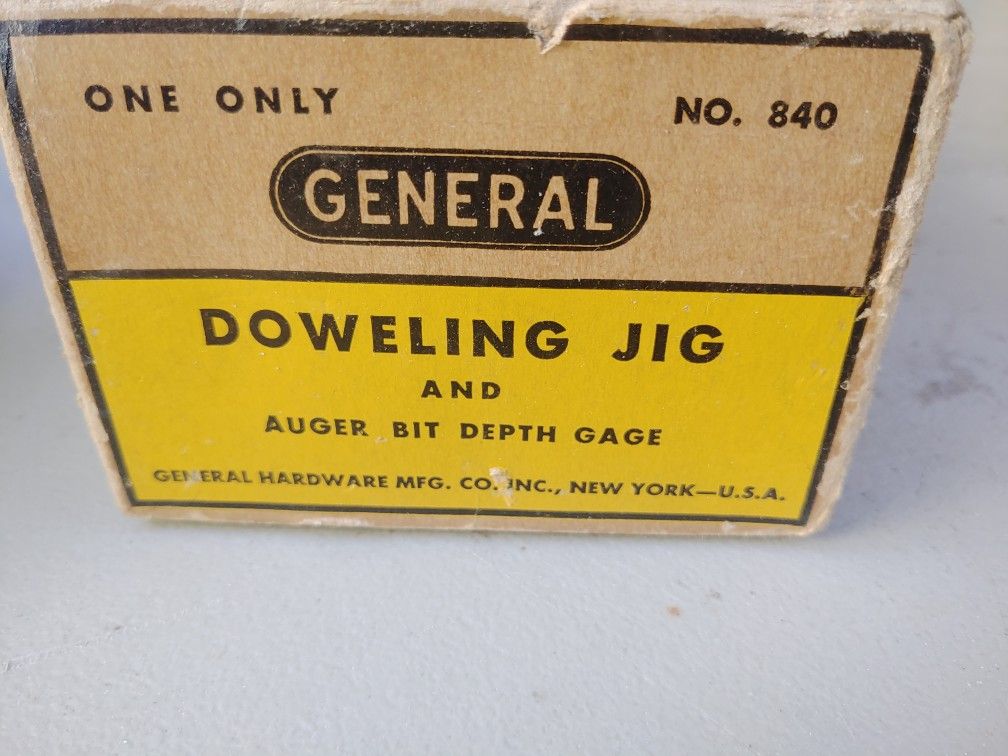 ONE ONLY NO. 840
GENERAL
DOWELING JIG
AND
AUGER BIT DEPTH GAGE
GENERAL HARDWARE MFG. CO. INC., NEW YORK—U.S.A.